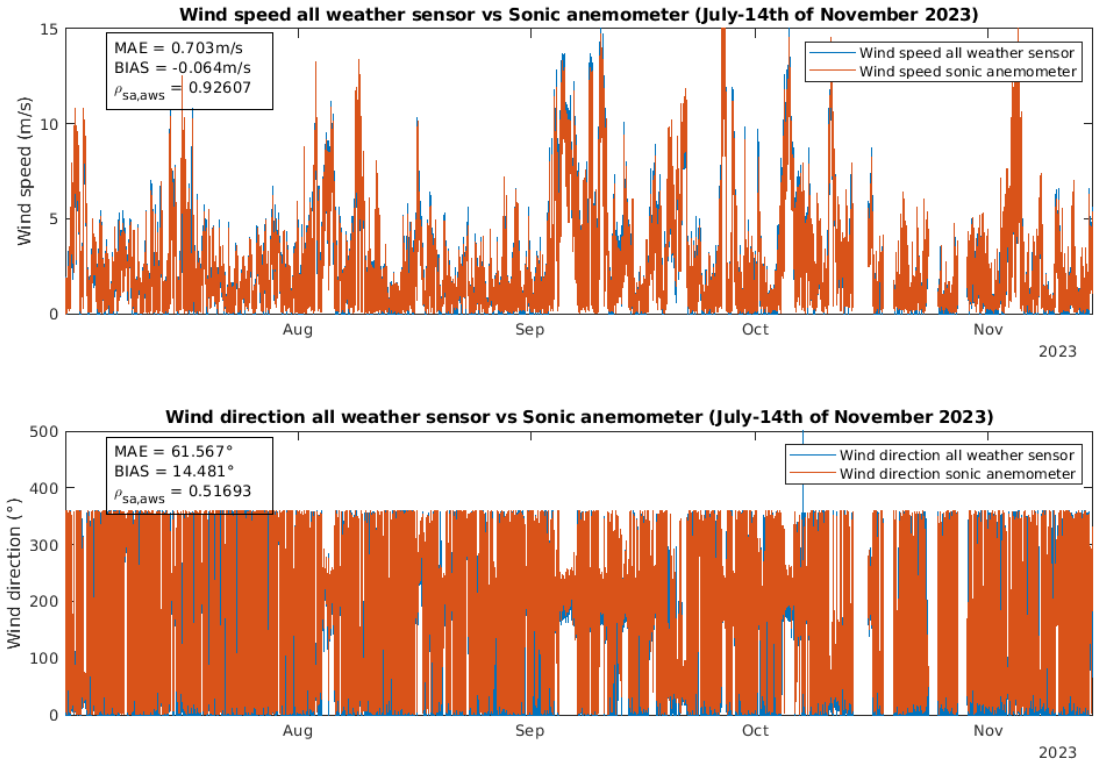 Wind speed all weather sensor vs Sonic anemometer (July-14th of November 2023)
15
10
5
0
Wind speed (m/s)
MAE = 0.703m/s
BIAS = -0.064m/s
ρsa,aws = 0.92607
Wind speed all weather sensor
Wind speed sonic anemometer
Aug
Sep
Oct
Nov
2023
Wind direction all weather sensor vs Sonic anemometer (July-14th of November 2023)
500
400
300
200
100
0
Wind direction (°)
MAE = 61.567°
BIAS = 14.481°
ρsa,aws = 0.51693
Wind direction all weather sensor
Wind direction sonic anemometer
Aug
Sep
Oct
Nov
2023